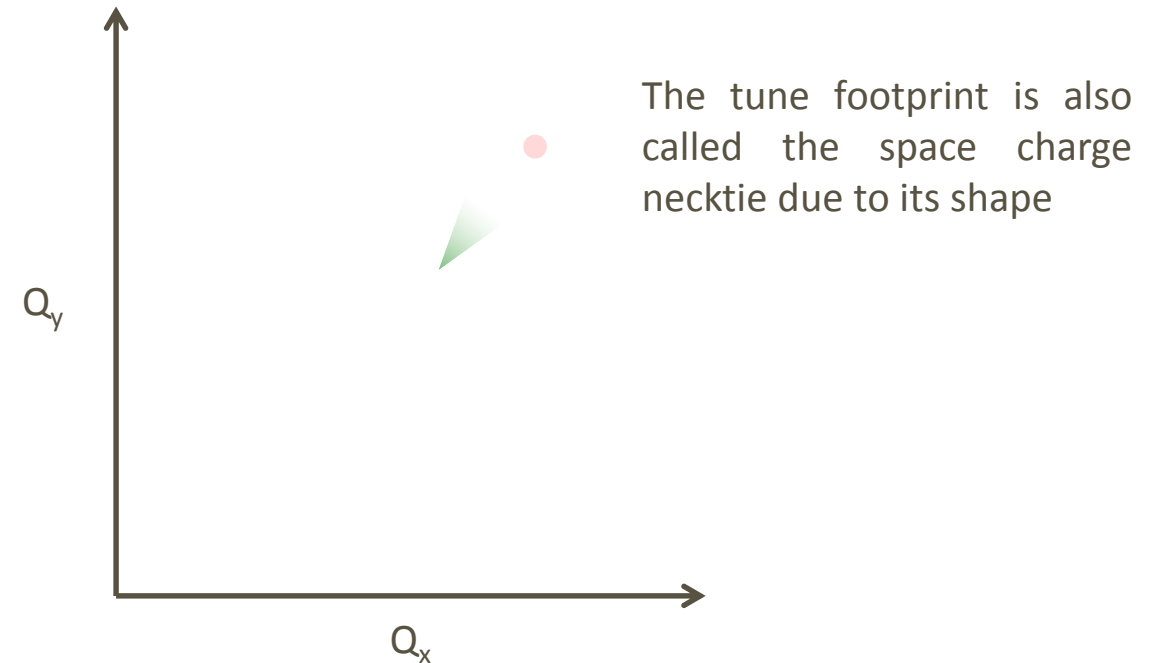 The tune footprint is also
called the space charge
necktie due to its shape
Qy
Qx